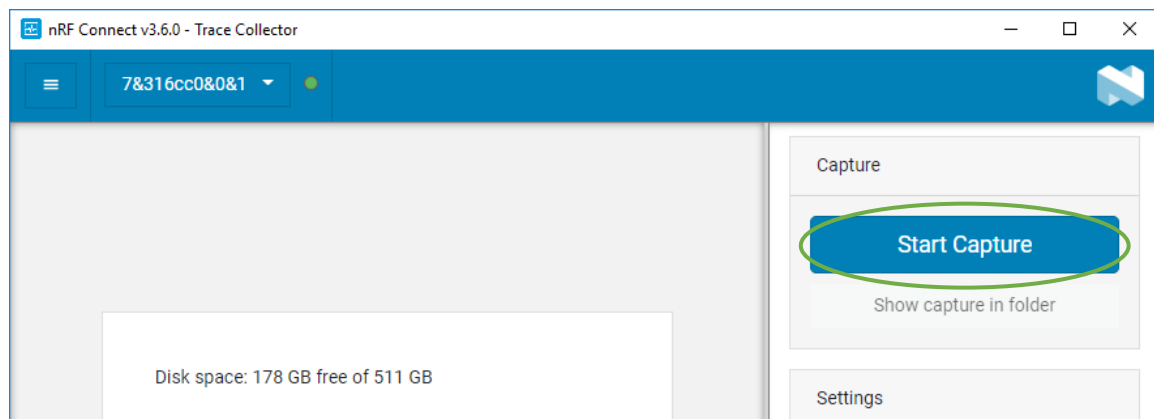 nRF Connect v3.6.0 - Trace Collector
7&316cc0&0&1
Capture
Start Capture
Show capture in folder
Disk space: 178 GB free of 511 GB
Settings